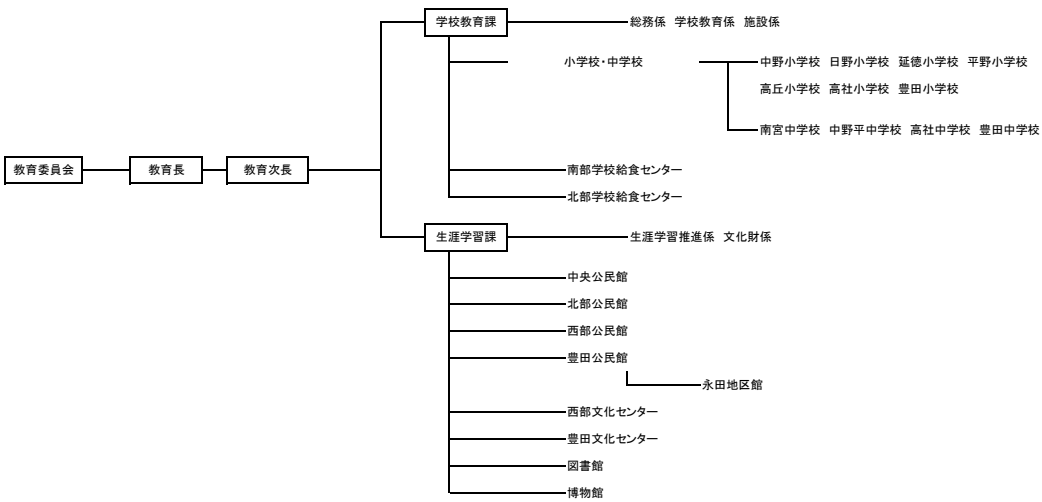 学校教育課 総務係 学校教育係 施設係
小学校・中学校 中野小学校 日野小学校 延徳小学校 平野小学校
高丘小学校 高社小学校 豊田小学校
南宮中学校 中野平中学校 高社中学校 豊田中学校
教育委員会 教育長 教育次長 南部学校給食センター
北部学校給食センター
生涯学習課 生涯学習推進係 文化財係
中央公民館
北部公民館
西部公民館
豊田公民館
永田地区館
西部文化センター
豊田文化センター
図書館
博物館